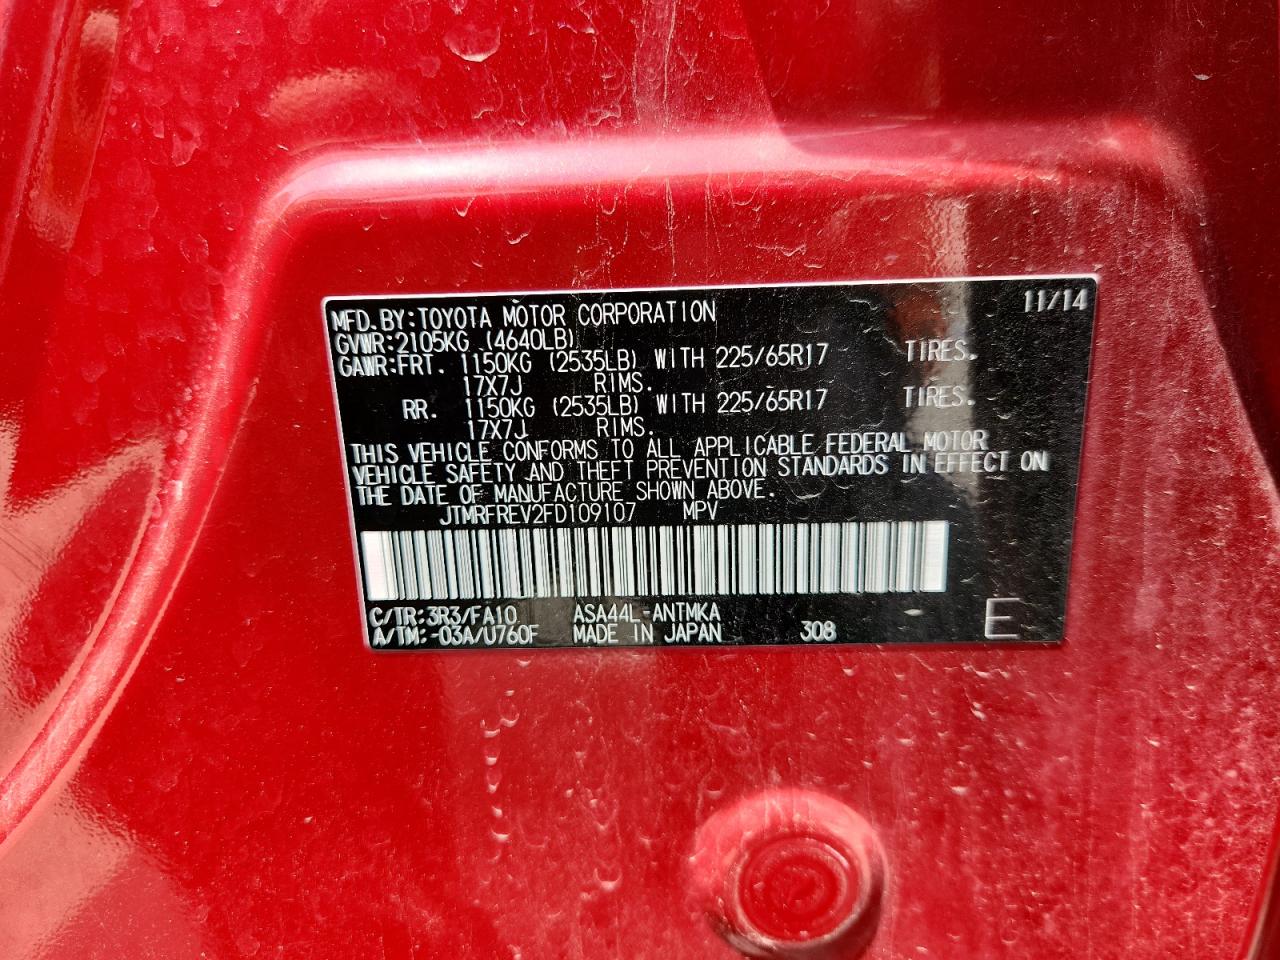 MFD.BY:TOYOTA MOTOR CORPORATION 11/14
GVWR:2105KG (4640LB)
GAWR:FRT. 1150KG (2535LB) WITH 225/65R17 TIRES.
17X7J RIMS.
RR. 1150KG (2535LB) WITH 225/65R17 TIRES.
17X7J RIMS.
THIS VEHICLE CONFORMS TO ALL APPLICABLE FEDERAL MOTOR
VEHICLE SAFETY AND THEFT PREVENTION STANDARDS IN EFFECT ON
THE DATE OF MANUFACTURE SHOWN ABOVE.
JTMRFREV2FD109107 MPV
C/TR:3R3/FA10 ASA44L-ANTMKA
A/TM:-03A/U760F MADE IN JAPAN 308 E